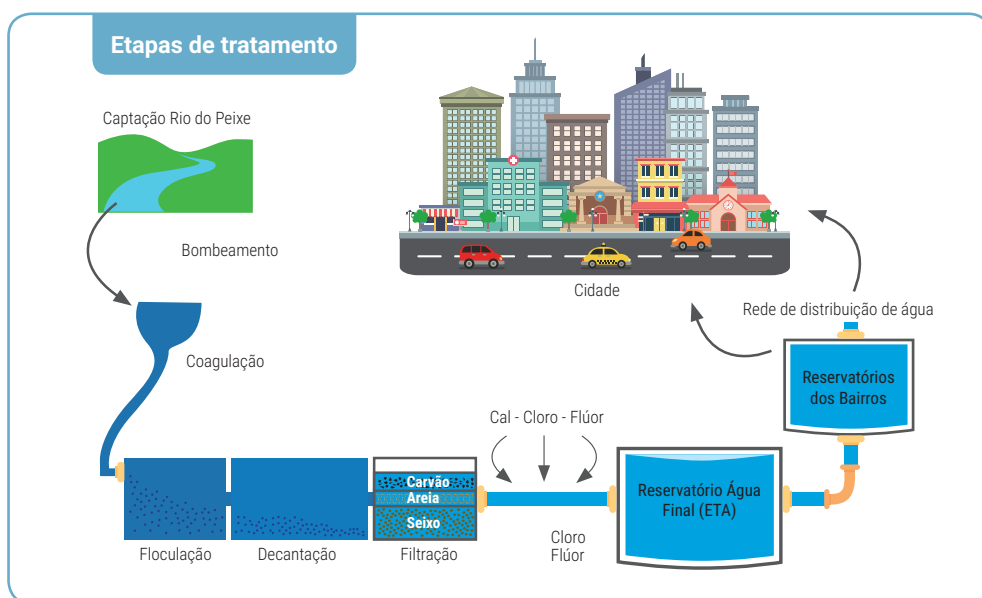 Etapas de tratamento
Captação Rio do Peixe
Bombeamento
Coagulação
Floculação
Decantação
Carvão
Areia
Seixo
Filtração
Cal - Cloro - Flúor
Cloro
Flúor
Reservatório Água
Final (ETA)
Reservatórios
dos Bairros
Rede de distribuição de água
Cidade